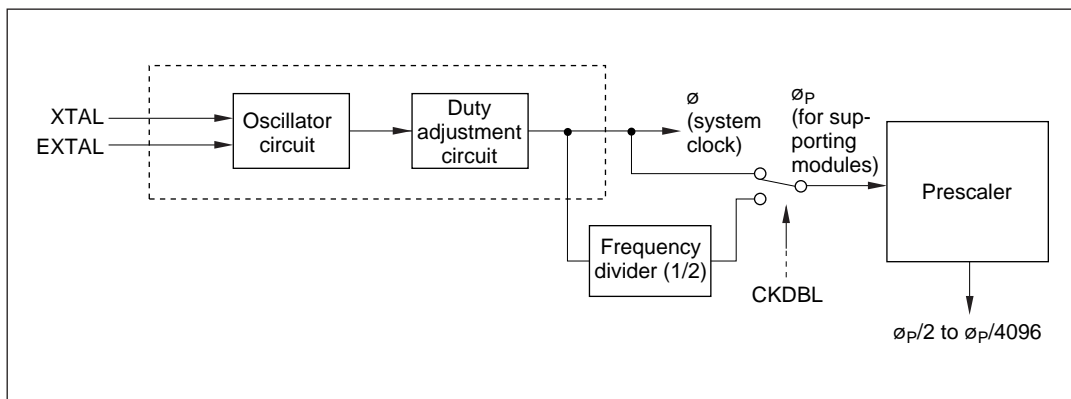 XTAL
EXTAL
Oscillator
circuit
Duty
adjustment
circuit
ø
(system
clock)
øP
(for sup-
porting
modules)
Prescaler
Frequency
divider (1/2)
CKDBL
øP/2 to øP/4096